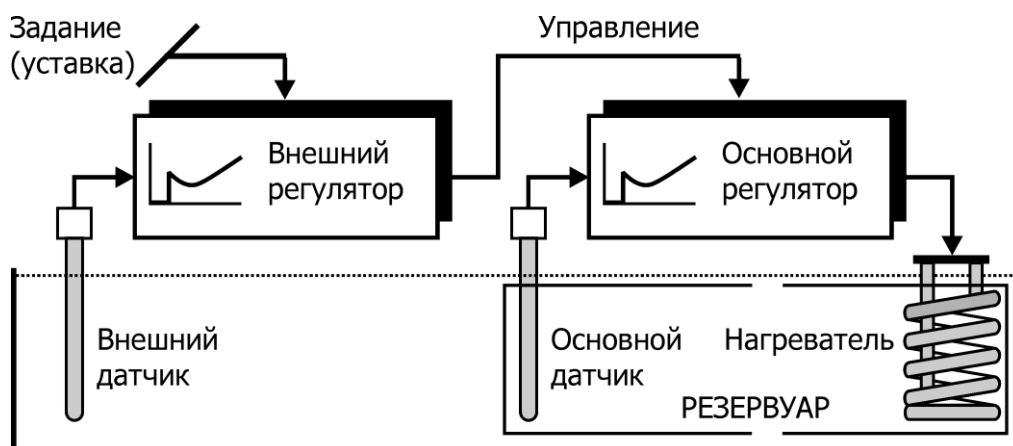 Задание
(уставка)
Управление
Внешний
регулятор
Основной
регулятор
Внешний
датчик
Основной
датчик
Нагреватель
РЕЗЕРВУАР